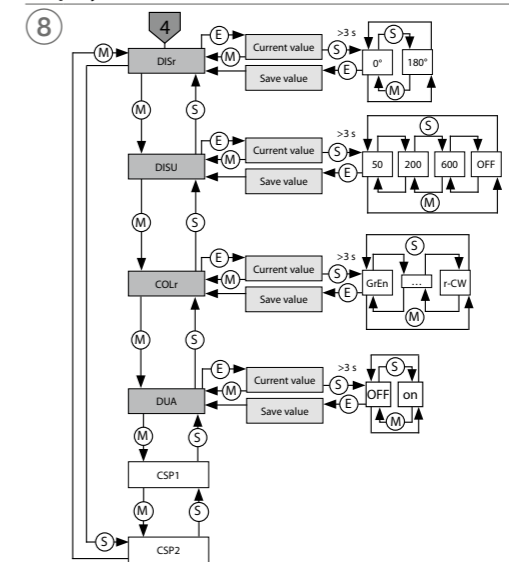 8
4
M
E
Current value
>3 s
S
S
DISr
M
0°
180°
Save value
E
M
M
S
E
Current value
>3 s
S
S
DISU
M
50
200
600
OFF
Save value
E
M
M
S
E
Current value
>3 s
S
S
COLr
M
GrEn
...
r-CW
Save value
E
M
M
S
E
Current value
>3 s
S
S
DUA
M
OFF
on
Save value
E
M
M
S
CSP1
M
S
S
CSP2